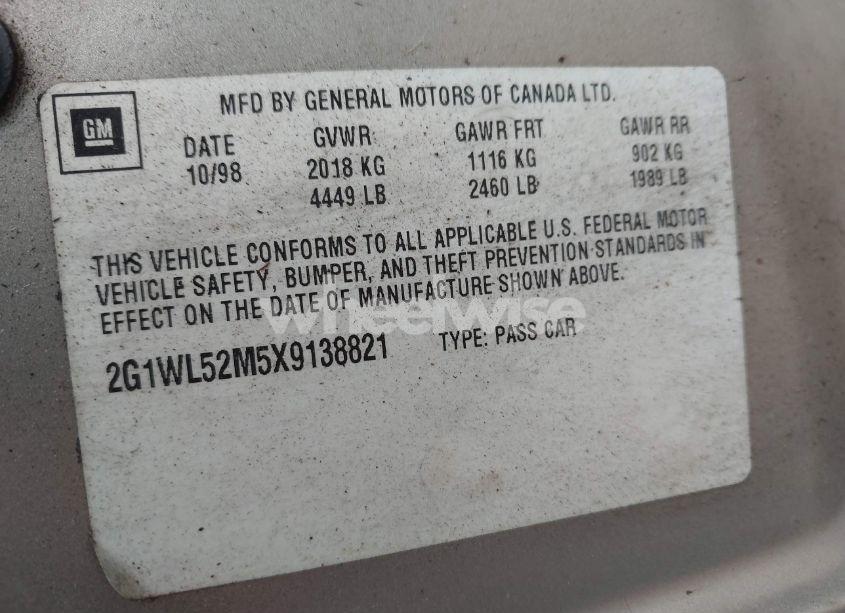 MFD BY GENERAL MOTORS OF CANADA LTD.
GM
DATE GVWR GAWR FRT GAWR RR
10/98 2018 KG 1116 KG 902 KG
4449 LB 2460 LB 1989 LB
THIS VEHICLE CONFORMS TO ALL APPLICABLE U.S. FEDERAL MOTOR
VEHICLE SAFETY, BUMPER, AND THEFT PREVENTION STANDARDS IN
EFFECT ON THE DATE OF MANUFACTURE SHOWN ABOVE.
wheelwise
2G1WL52M5X9138821 TYPE: PASS CAR